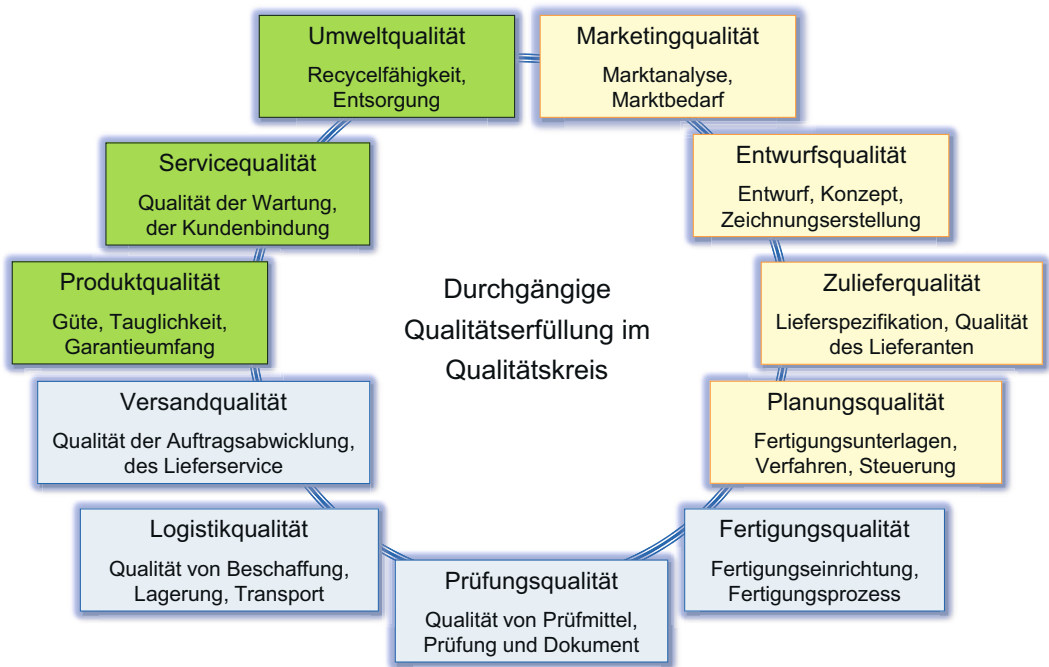 Umweltqualität
Recycelfähigkeit,
Entsorgung
Marketingqualität
Marktanalyse,
Marktbedarf
Servicequalität
Qualität der Wartung,
der Kundenbindung
Entwurfsqualität
Entwurf, Konzept,
Zeichnungserstellung
Produktqualität
Güte, Tauglichkeit,
Garantieumfang
Durchgängige
Qualitätserfüllung im
Qualitätskreis
Zulieferqualität
Lieferspezifikation, Qualität
des Lieferanten
Versandqualität
Qualität der Auftragsabwicklung,
des Lieferservice
Planungsqualität
Fertigungsunterlagen,
Verfahren, Steuerung
Logistikqualität
Qualität von Beschaffung,
Lagerung, Transport
Prüfungsqualität
Qualität von Prüfmittel,
Prüfung und Dokument
Fertigungsqualität
Fertigungseinrichtung,
Fertigungsprozess